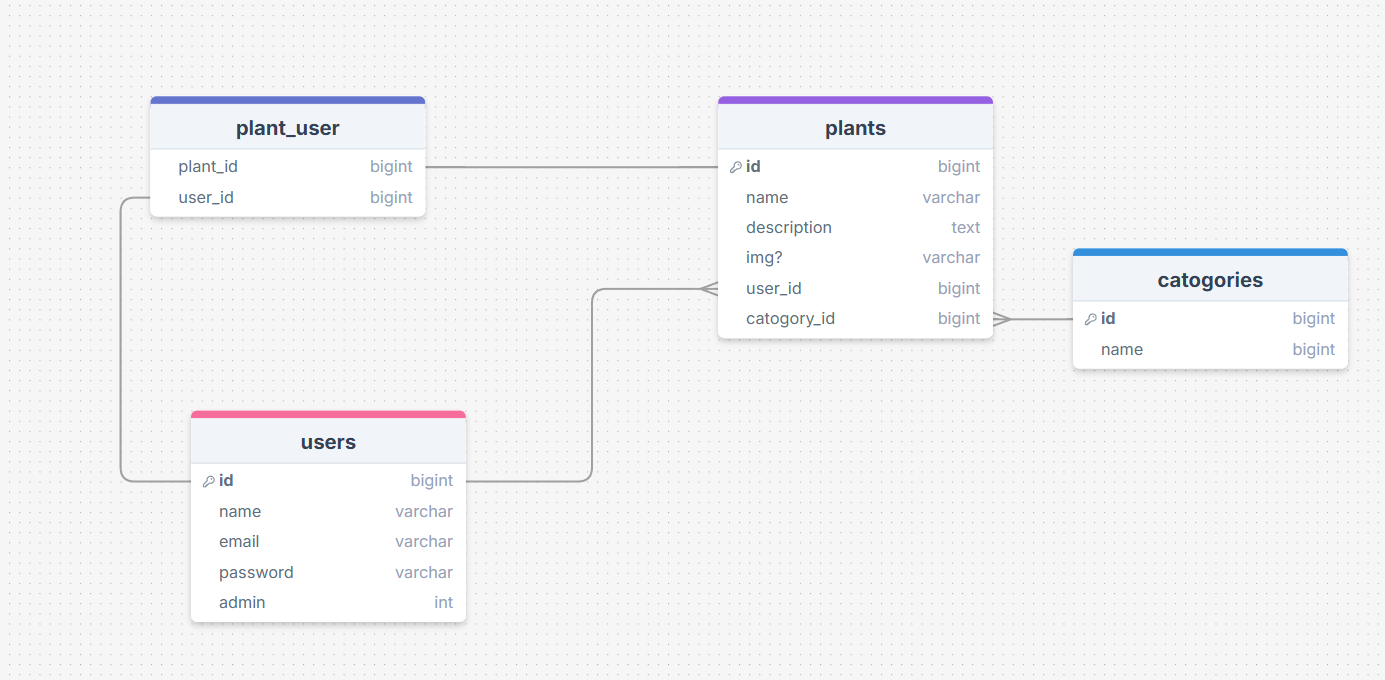 plant_user
plant_id bigint
user_id bigint
plants
id bigint
name varchar
description text
img? varchar
user_id bigint
catogory_id bigint
catogories
id bigint
name bigint
users
id bigint
name varchar
email varchar
password varchar
admin int